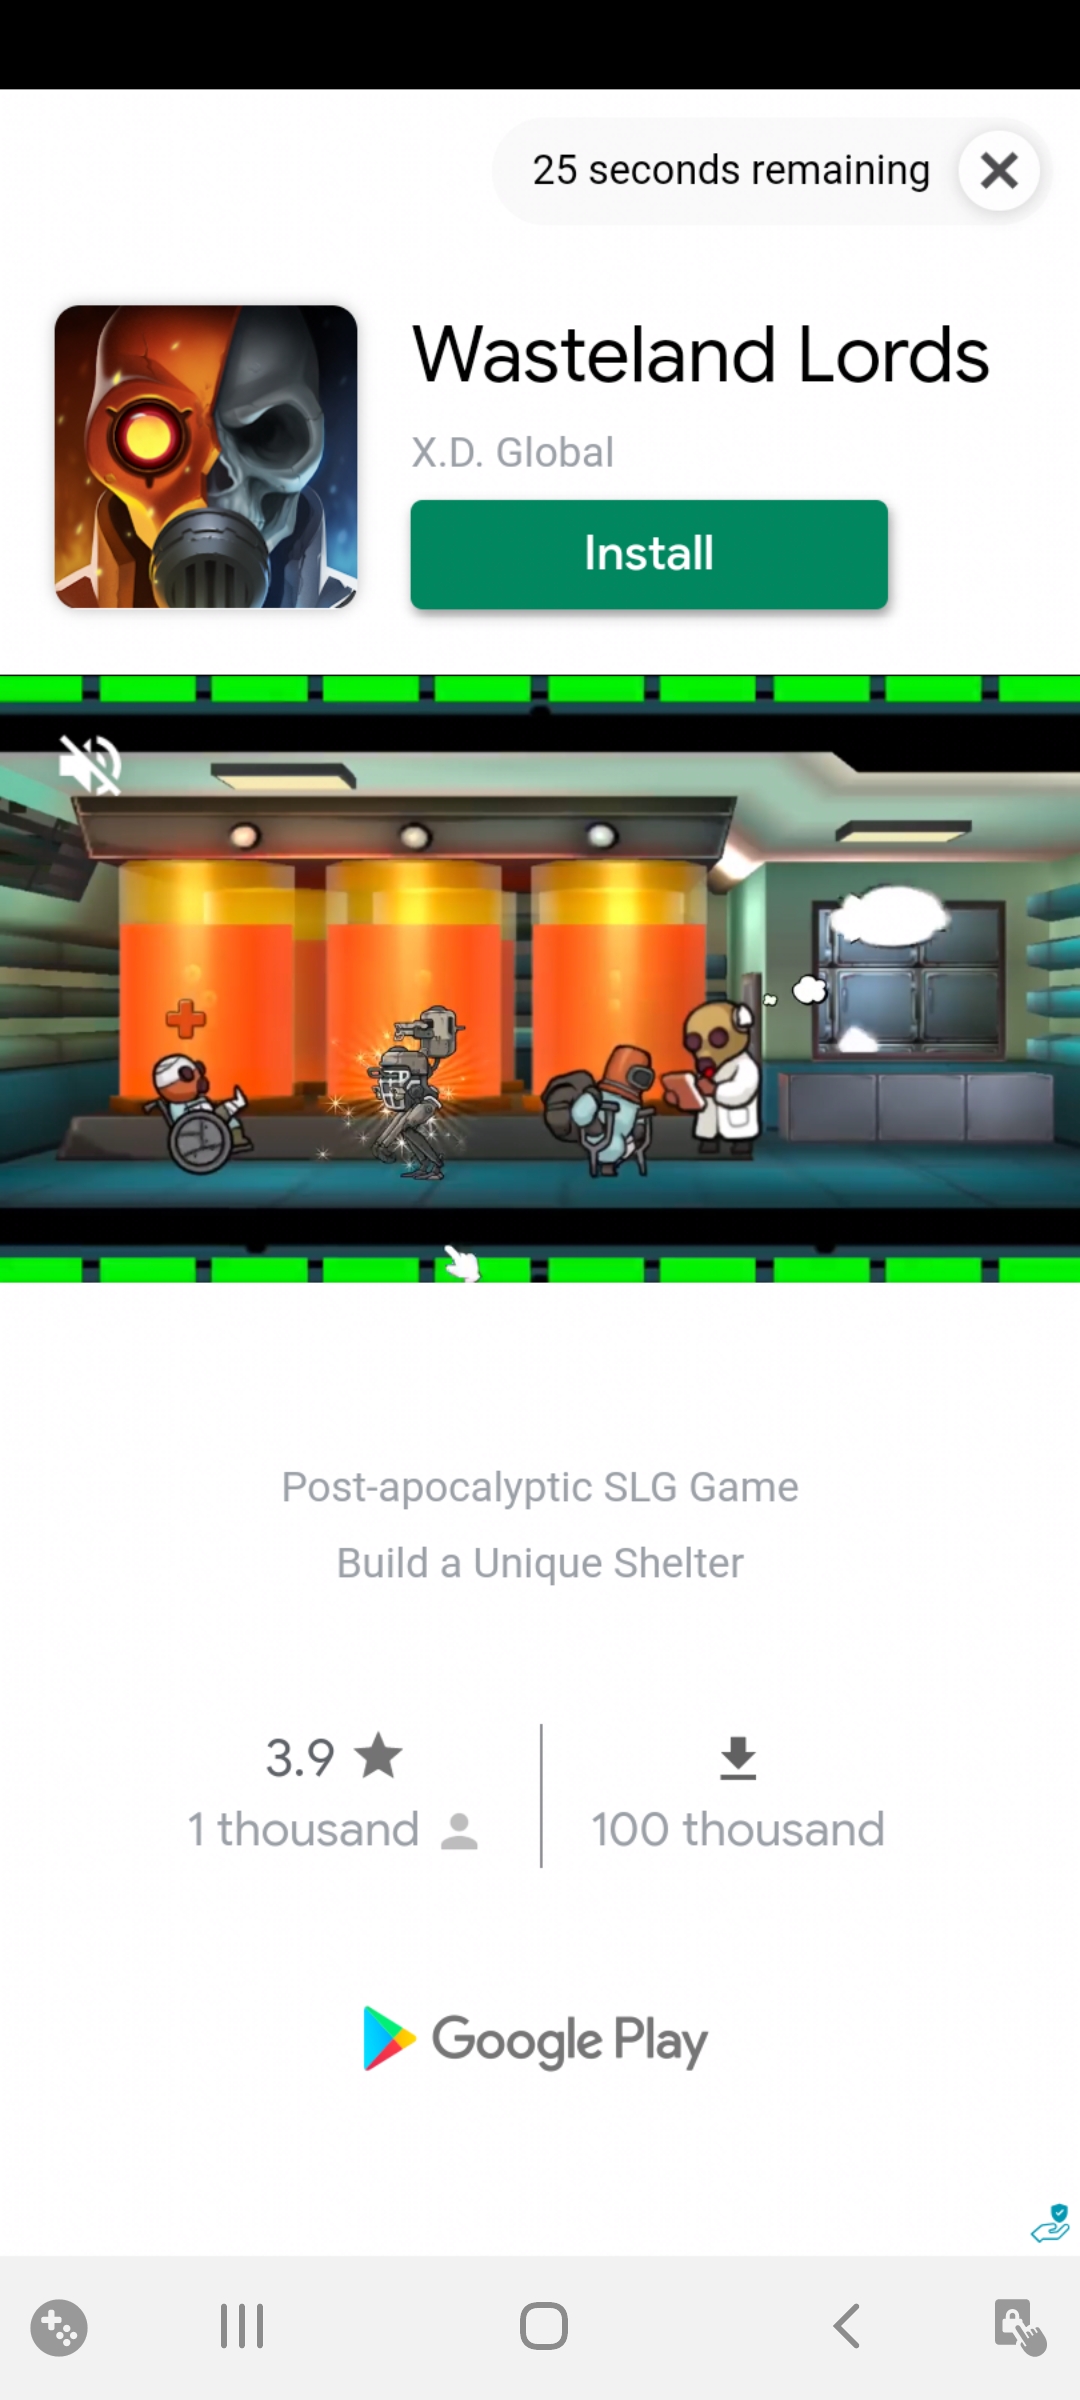 25 seconds remaining
Wasteland Lords
X.D. Global
Install
Post-apocalyptic SLG Game
Build a Unique Shelter
3.9
1 thousand
100 thousand
Google Play